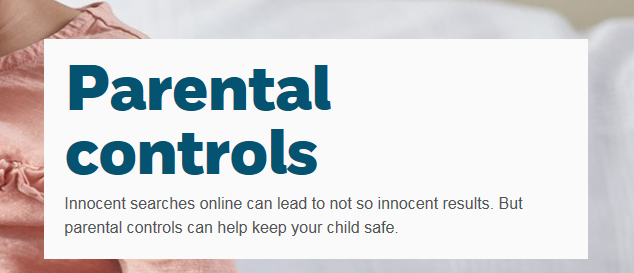 Parental
controls
Innocent searches online can lead to not so innocent results. But
parental controls can help keep your child safe.